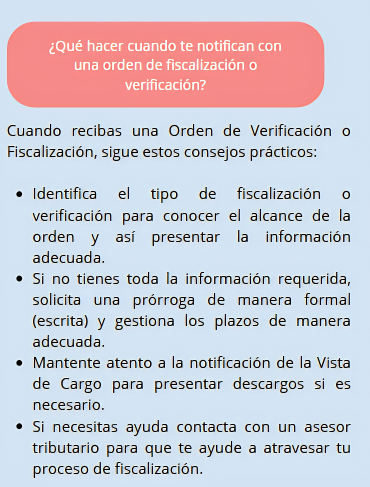 ¿Qué hacer cuando te notifican con
una orden de fiscalización o
verificación?
Cuando recibas una Orden de Verificación o
Fiscalización, sigue estos consejos prácticos:
• Identifica el tipo de fiscalización o
verificación para conocer el alcance de la
orden y así presentar la información
adecuada.
• Si no tienes toda la información requerida,
solicita una prórroga de manera formal
(escrita) y gestiona los plazos de manera
adecuada.
• Mantente atento a la notificación de la Vista
de Cargo para presentar descargos si es
necesario.
• Si necesitas ayuda contacta con un asesor
tributario para que te ayude a atravesar tu
proceso de fiscalización.